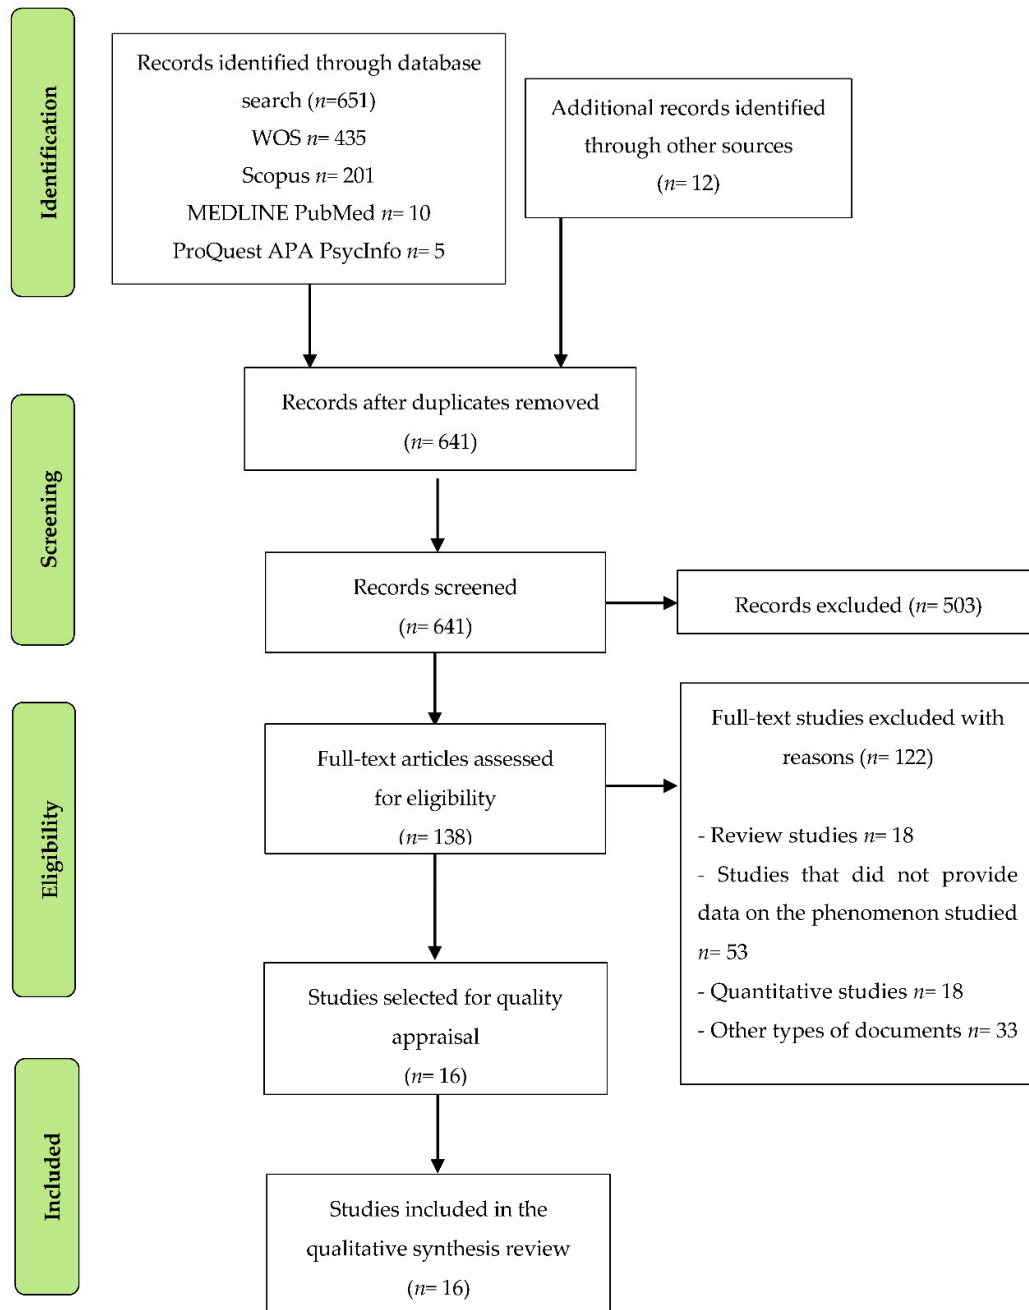 Identification
Records identified through database
search (n=651)
WOS n= 435
Scopus n= 201
MEDLINE PubMed n= 10
ProQuest APA PsycInfo n= 5
Additional records identified
through other sources
(n= 12)
Screening
Records after duplicates removed
(n= 641)
Records screened
(n= 641)
Records excluded (n= 503)
Eligibility
Full-text articles assessed
for eligibility
(n= 138)
Full-text studies excluded with
reasons (n= 122)
- Review studies n= 18
- Studies that did not provide
data on the phenomenon studied
n= 53
- Quantitative studies n= 18
- Other types of documents n= 33
Studies selected for quality
appraisal
(n= 16)
Included
Studies included in the
qualitative synthesis review
(n= 16)